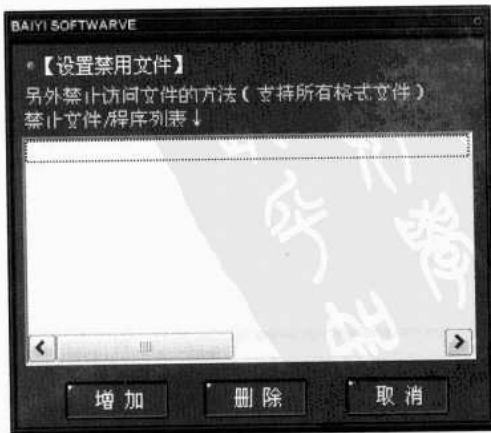 BAIYI SOFTWARVE
【设置禁用文件】
另外禁止访问文件的方法(支持所有格式文件)
禁止文件/程序列表↓
增加
删除
取消